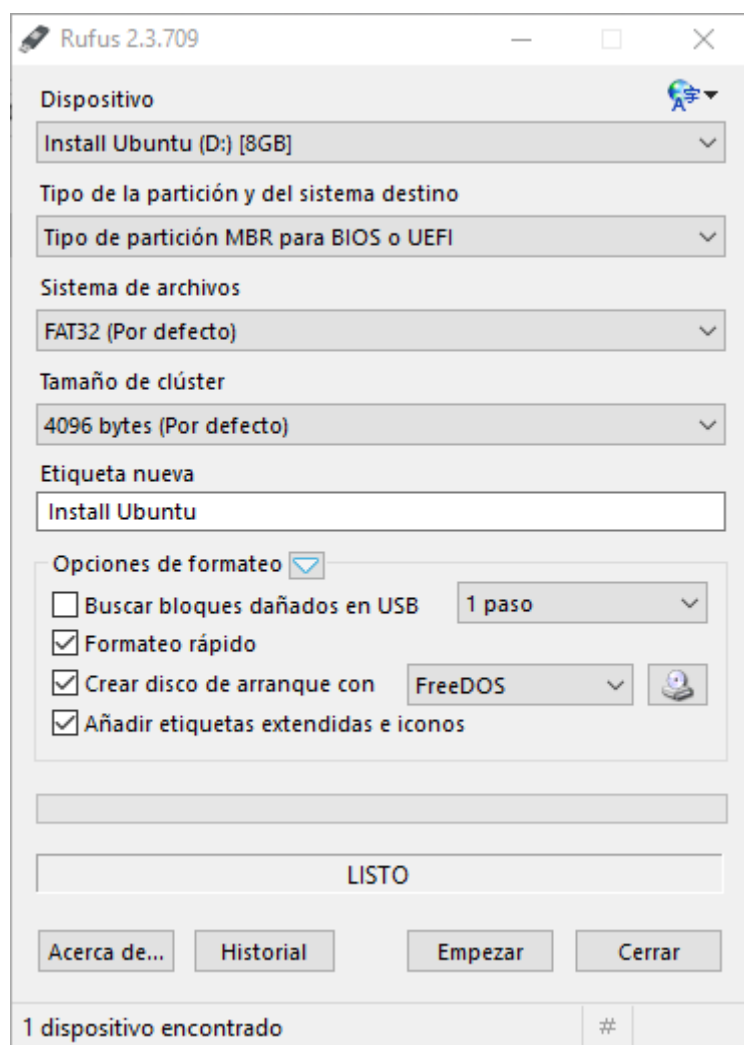 Rufus 2.3.709
Dispositivo
Install Ubuntu (D:) [8GB]
Tipo de la partición y del sistema destino
Tipo de partición MBR para BIOS o UEFI
Sistema de archivos
FAT32 (Por defecto)
Tamaño de clúster
4096 bytes (Por defecto)
Etiqueta nueva
Install Ubuntu
Opciones de formateo
Buscar bloques dañados en USB 1 paso
Formateo rápido
Crear disco de arranque con FreeDOS
Añadir etiquetas extendidas e iconos
LISTO
Acerca de... Historial Empezar Cerrar
1 dispositivo encontrado #